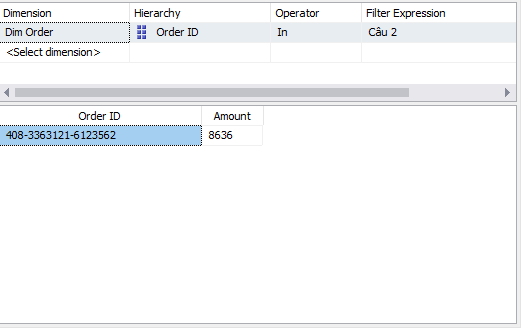 Dimension Hierarchy Operator Filter Expression
Dim Order Order ID In Câu 2
<Select dimension>
Order ID Amount
408-3363121-6123562 8636